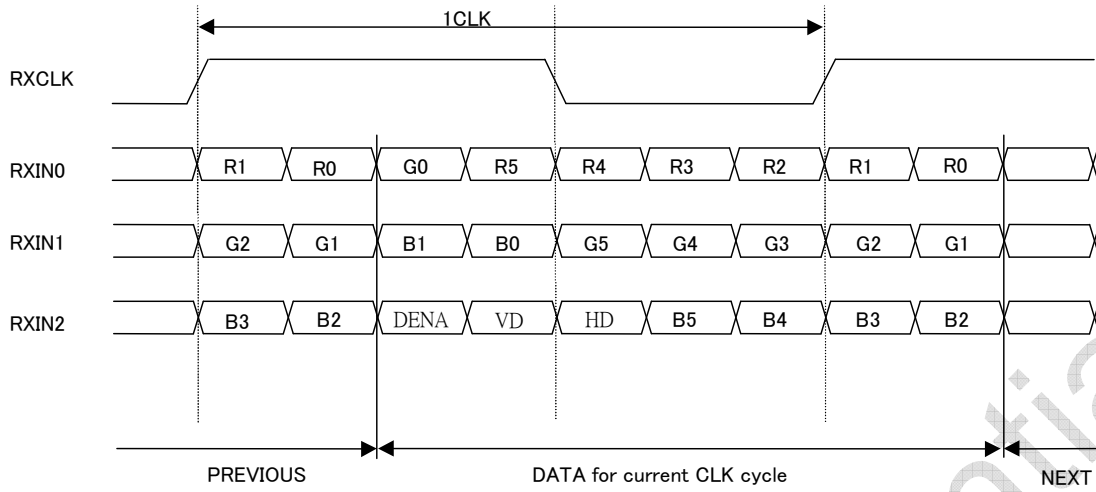 1CLK
RXCLK
RXIN0 R1 R0 G0 R5 R4 R3 R2 R1 R0
RXIN1 G2 G1 B1 B0 G5 G4 G3 G2 G1
RXIN2 B3 B2 DENA VD HD B5 B4 B3 B2
PREVIOUS DATA for current CLK cycle NEXT